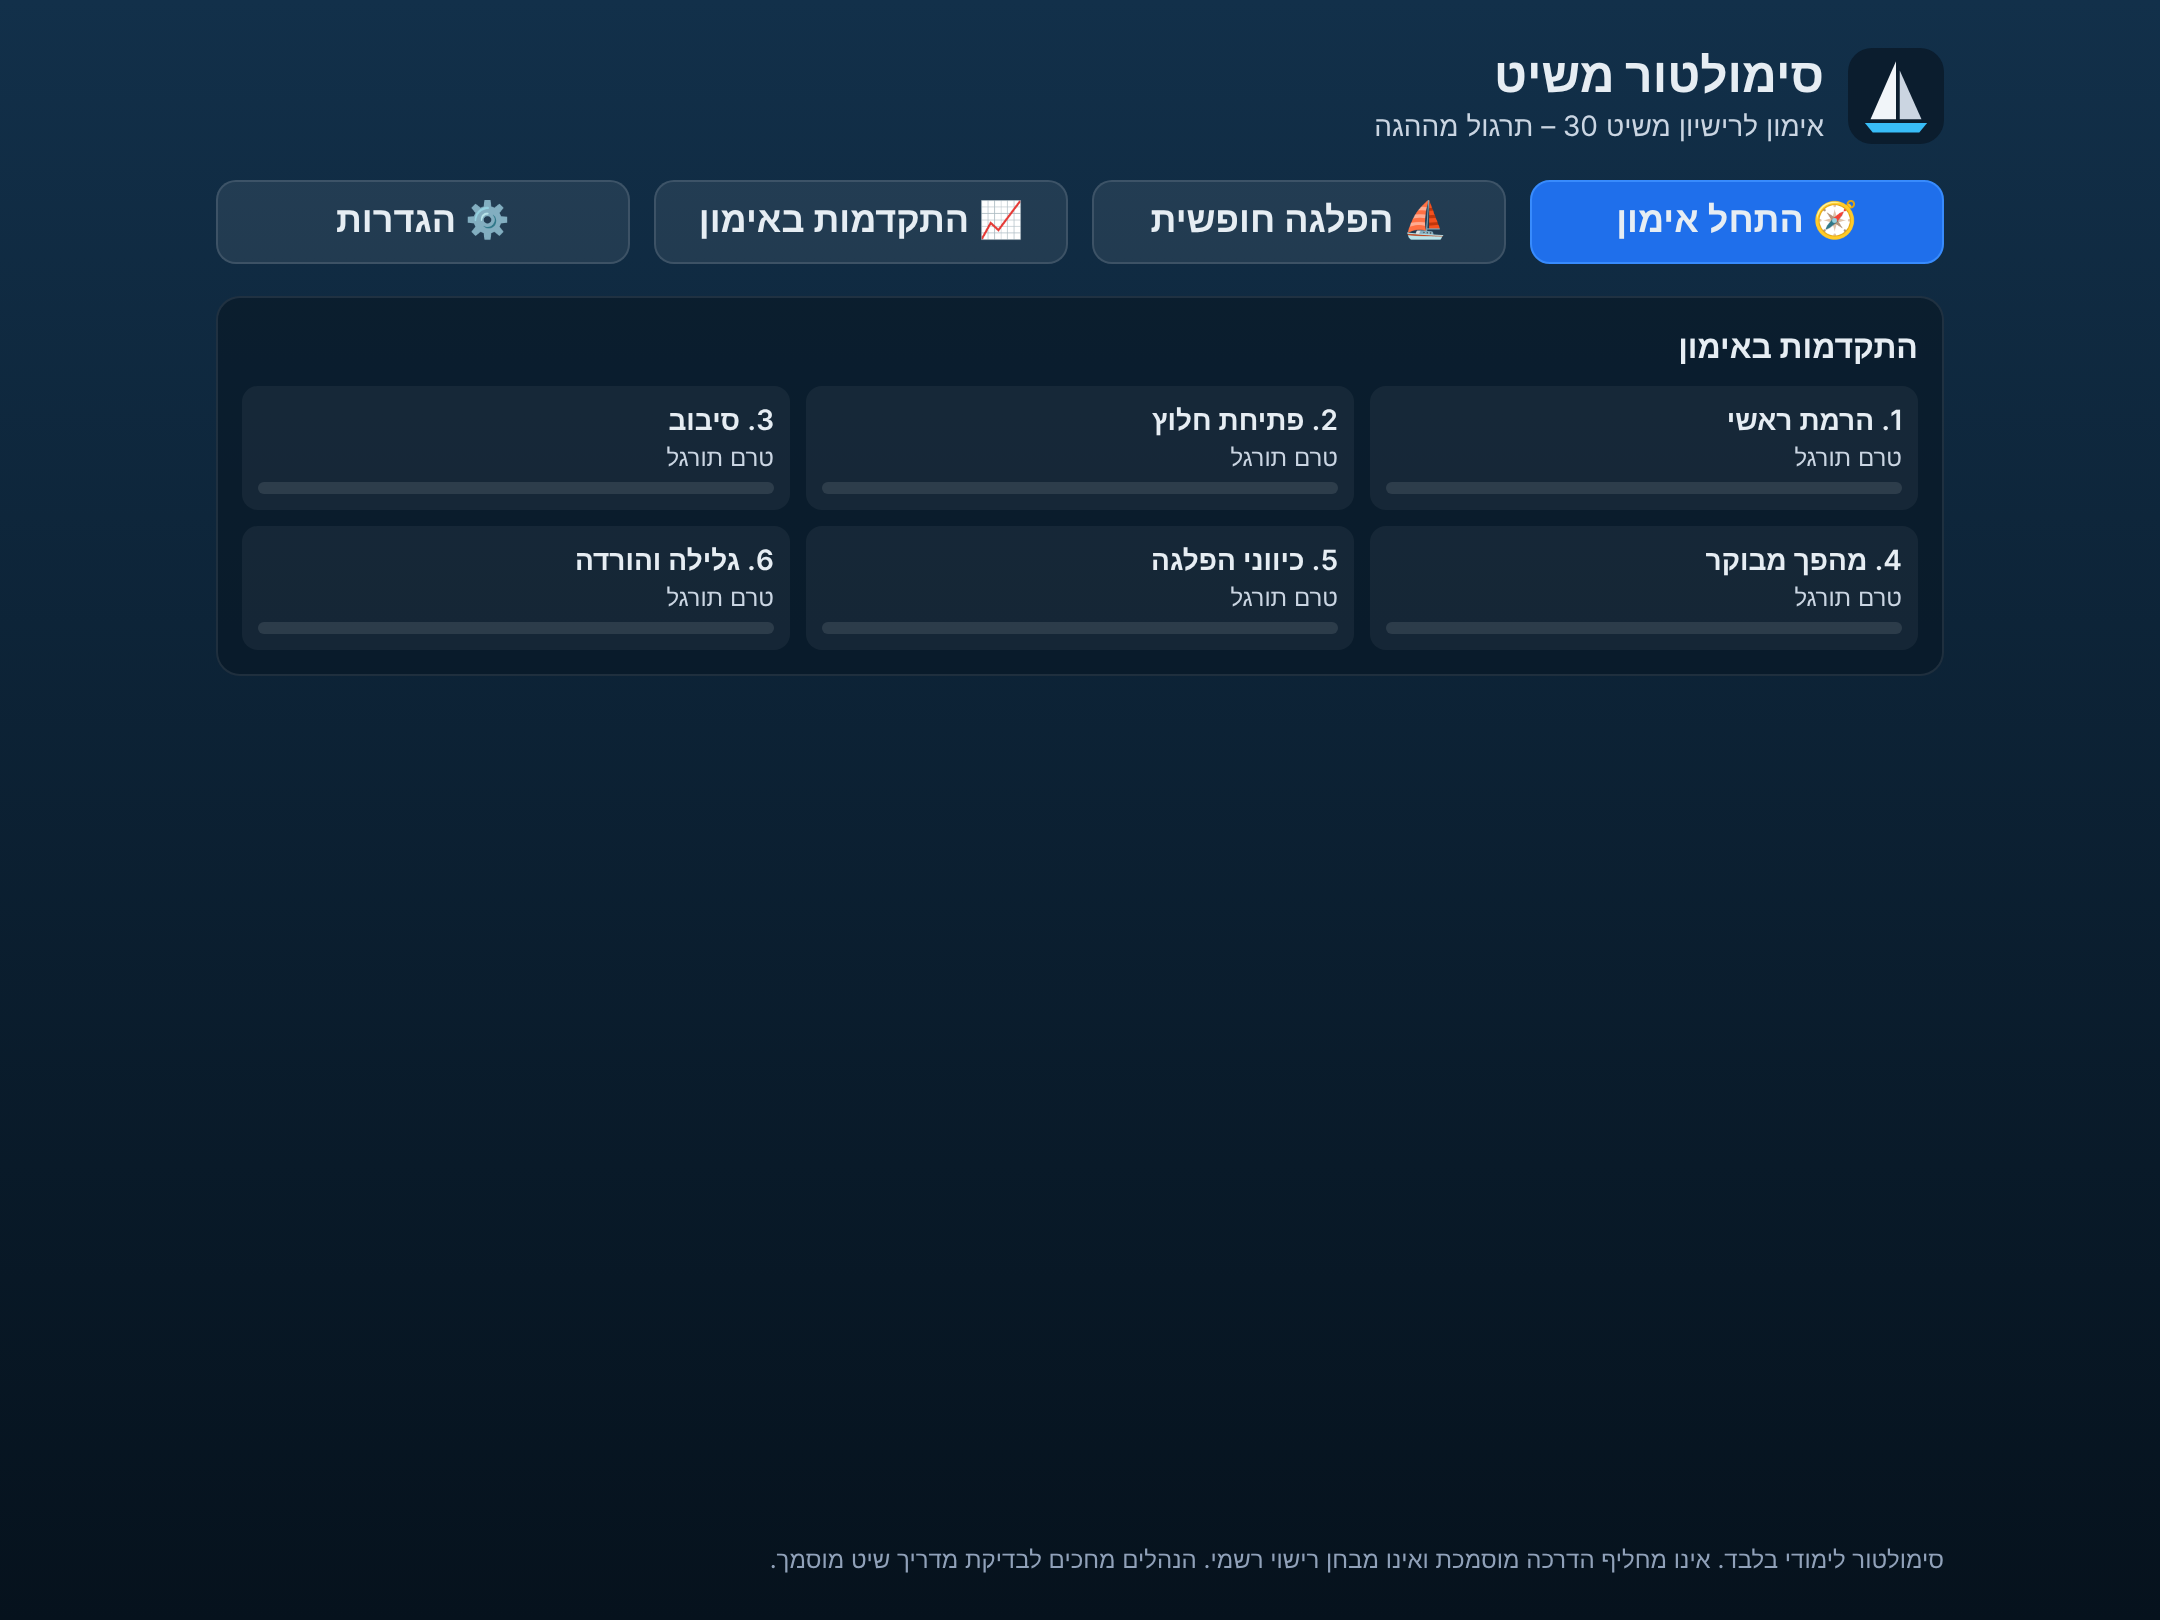 סימולטור משיט
אימון לרישיון משיט 30 – תרגול מההגה
🧭 התחל אימון
⛵ הפלגה חופשית
📈 התקדמות באימון
⚙️ הגדרות
התקדמות באימון
1. הרמת ראשי
טרם תורגל
2. פתיחת חלוץ
טרם תורגל
3. סיבוב
טרם תורגל
4. מהפך מבוקר
טרם תורגל
5. כיווני הפלגה
טרם תורגל
6. גלילה והורדה
טרם תורגל
סימולטור לימודי בלבד. אינו מחליף הדרכה מוסמכת ואינו מבחן רישוי רשמי. הנהלים מחכים לבדיקת מדריך שיט מוסמך.